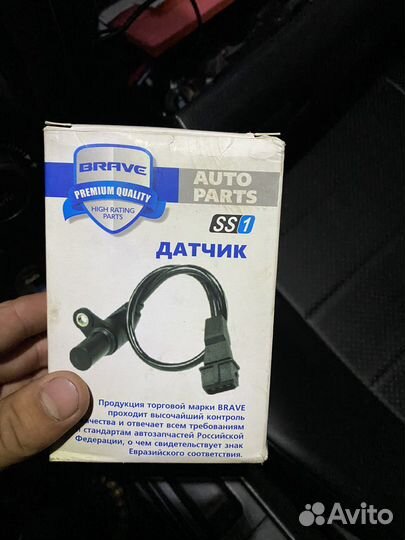 BRAVE
PREMIUM QUALITY
HIGH RATING
PARTS
AUTO
PARTS
SS1
ДАТЧИК
Продукция торговой марки BRAVE
проходит высочайший контроль
качества и отвечает всем требованиям
и стандартам автозапчастей Российской
Федерации, о чем свидетельствует знак
Евразийского соответствия.
Avito